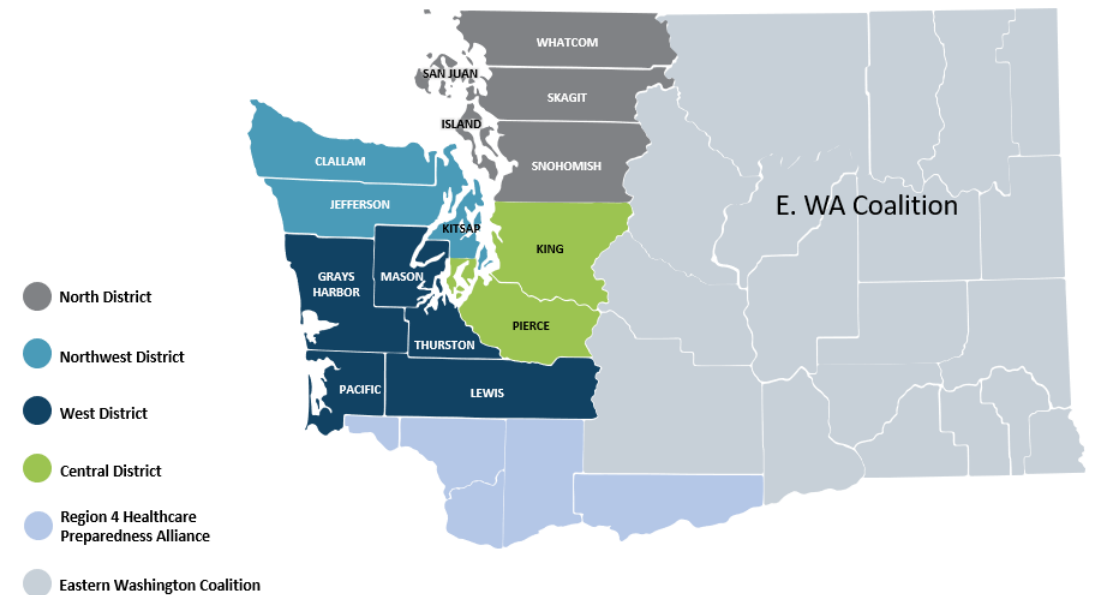 WHATCOM
SAN JUAN
SKAGIT
ISLAND
SNOHOMISH
CLALLAM
JEFFERSON
KITSAP
E. WA Coalition
KING
GRAYS
HARBOR
MASON
PIERCE
THURSTON
PACIFIC
LEWIS
North District
Northwest District
West District
Central District
Region 4 Healthcare
Preparedness Alliance
Eastern Washington Coalition